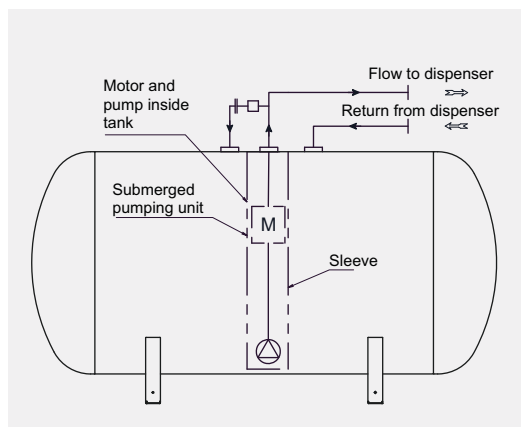 Flow to dispenser
Motor and
pump inside
tank
Return from dispenser
Submerged
pumping unit
M
Sleeve